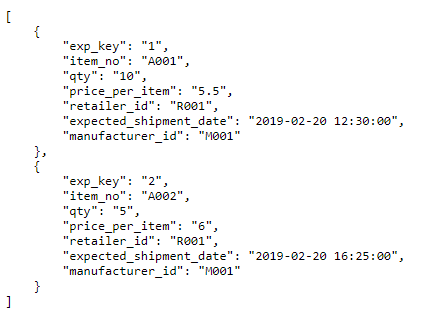 [
    {
        "exp_key": "1",
        "item_no": "A001",
        "qty": "10",
        "price_per_item": "5.5",
        "retailer_id": "R001",
        "expected_shipment_date": "2019-02-20 12:30:00",
        "manufacturer_id": "M001"
    },
    {
        "exp_key": "2",
        "item_no": "A002",
        "qty": "5",
        "price_per_item": "6",
        "retailer_id": "R001",
        "expected_shipment_date": "2019-02-20 16:25:00",
        "manufacturer_id": "M001"
    }
]